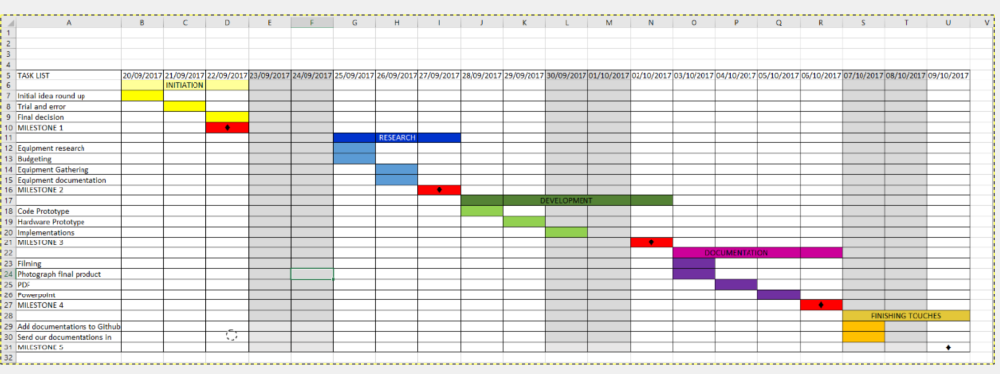 A B C D E F G H I J K L M N O P Q R S T U V
1
2
3
4
5 TASK LIST 20/09/2017 21/09/2017 22/09/2017 23/09/2017 24/09/2017 25/09/2017 26/09/2017 27/09/2017 28/09/2017 29/09/2017 30/09/2017 01/10/2017 02/10/2017 03/10/2017 04/10/2017 05/10/2017 06/10/2017 07/10/2017 08/10/2017 09/10/2017
6 INITIATION
7 Initial idea round up
8 Trial and error
9 Final decision
10 MILESTONE 1
11 RESEARCH
12 Equipment research
13 Budgeting
14 Equipment Gathering
15 Equipment documentation
16 MILESTONE 2
17 DEVELOPMENT
18 Code Prototype
19 Hardware Prototype
20 Implementations
21 MILESTONE 3
22 DOCUMENTATION
23 Filming
24 Photograph final product
25 PDF
26 Powerpoint
27 MILESTONE 4
28 FINISHING TOUCHES
29 Add documentations to Github
30 Send our documentations in
31 MILESTONE 5
32